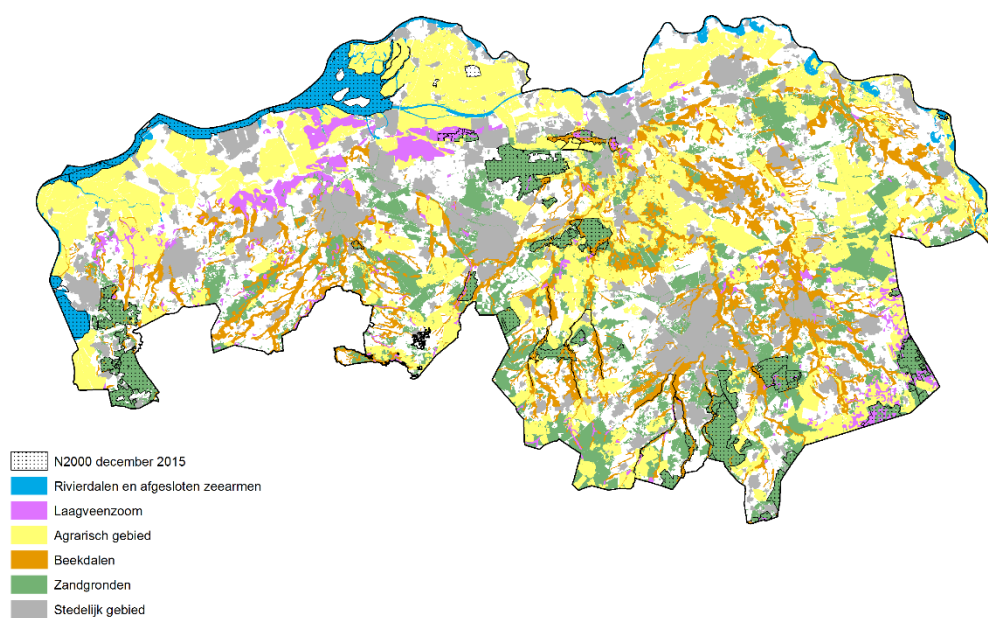 N2000 december 2015
Rivierdalen en afgesloten zeearmen
Laagveenzoom
Agrarisch gebied
Beekdalen
Zandgronden
Stedelijk gebied